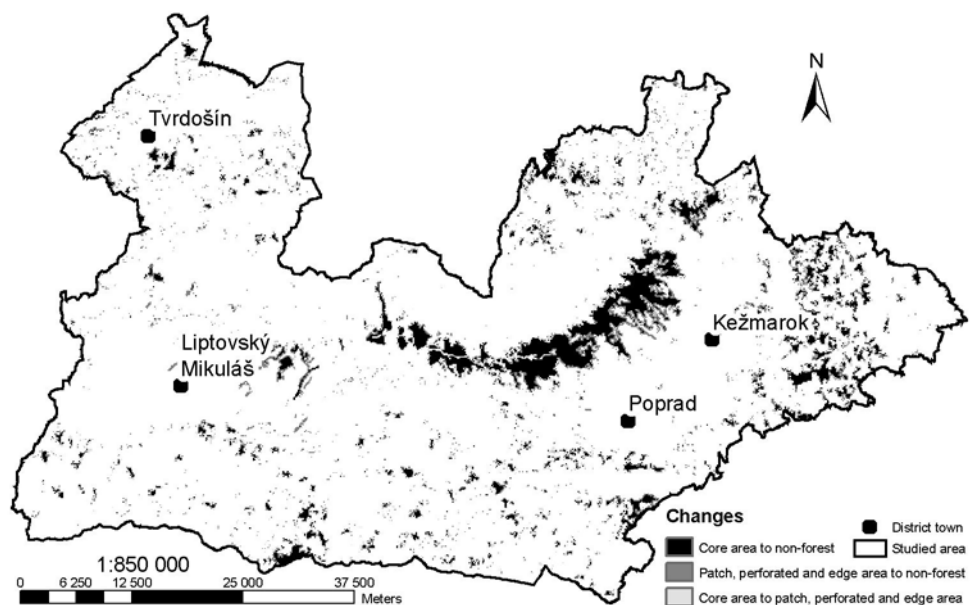 N
Tvrdošín
Kežmarok
Liptovský
Mikuláš
Poprad
Changes
Core area to non-forest
Patch, perforated and edge area to non-forest
Core area to patch, perforated and edge area
District town
Studied area
1:850 000
0 6 250 12 500 25 000 37 500
Meters